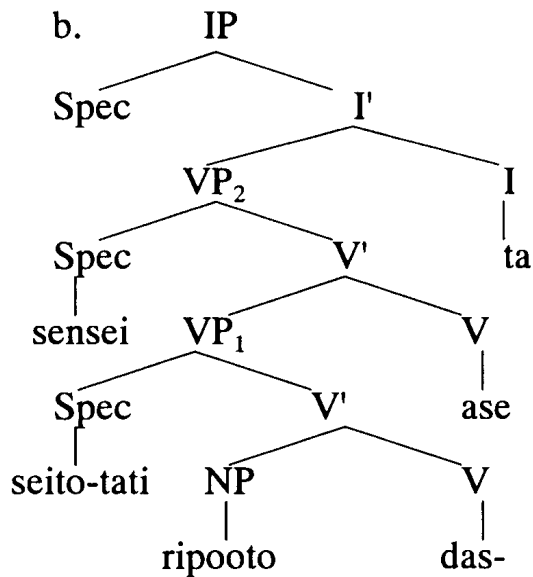 b. IP
Spec I'
VP₂ I
Spec V' ta
sensei VP₁ V
Spec V' ase
seito-tati NP V
ripooto das-